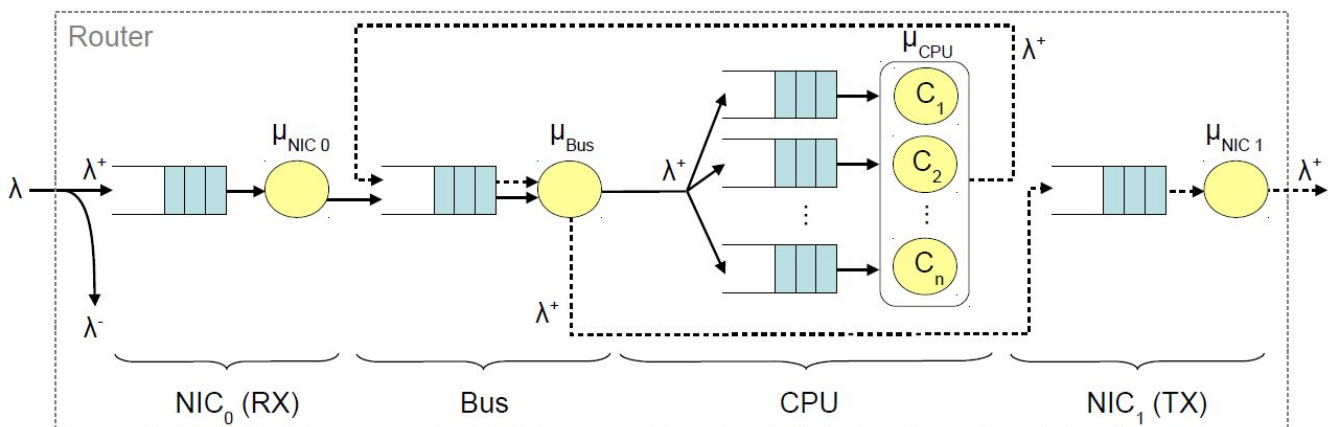 Router
μCPU
λ+
C1
μNIC 0
μBus
μNIC 1
λ
λ+
λ+
C2
λ+
⋮
⋮
Cn
λ-
λ+
NIC0 (RX)
Bus
CPU
NIC1 (TX)